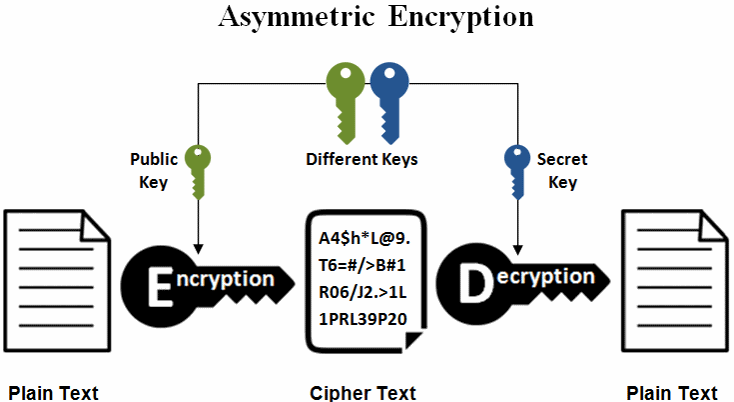 Asymmetric Encryption
Public
Key
Different Keys
Secret
Key
Encryption
A4$h*L@9.
T6=#/>B#1
R06/J2.>1L
1PRL39P20
Decryption
Plain Text
Cipher Text
Plain Text